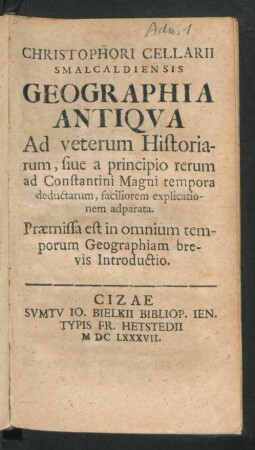 Adn. 1
CHRISTOPHORI CELLARII
SMALCALDIENSIS
GEOGRAPHIA
ANTIQVA
Ad veterum Hiſtoria-
rum, ſiue a principio rerum
ad Conſtantini Magni tempora
deductarum, faciliorem explicatio-
nem adparata.
Præmiſſa eſt in omnium tem-
porum Geographiam bre-
vis Introductio.
CIZAE
SVMTV IO. BIELKII BIBLIOP. IEN.
TYPIS FR. HETSTEDII
M DC LXXXVII.